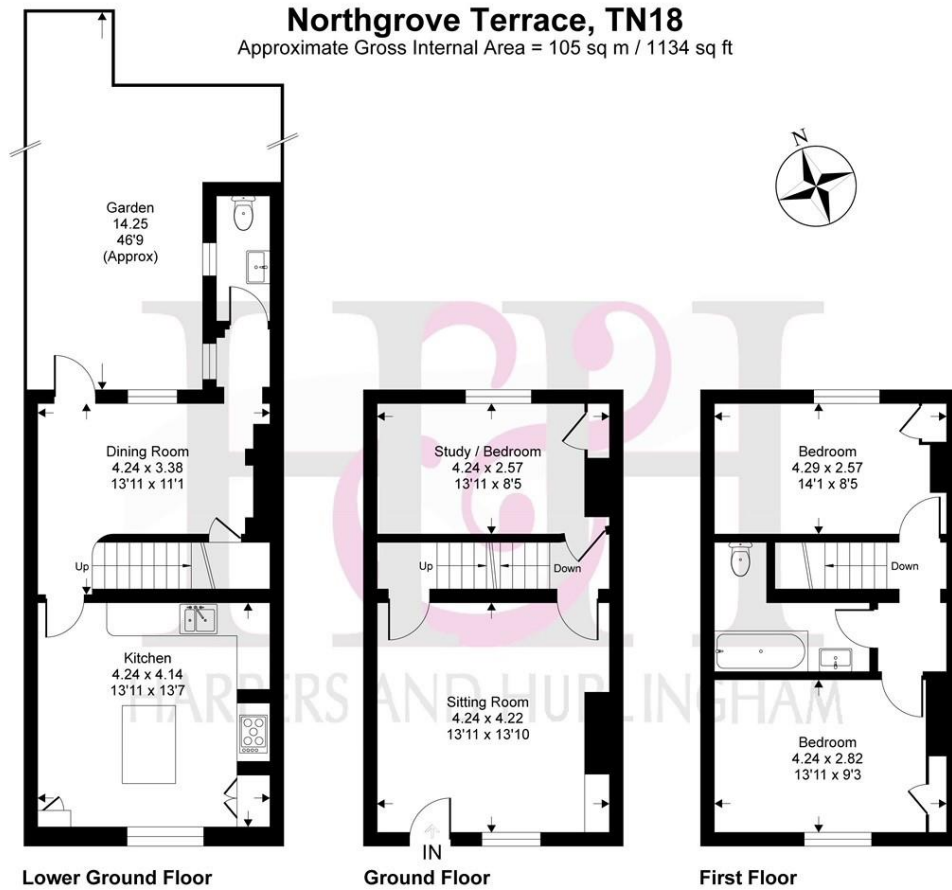 Northgrove Terrace, TN18
Approximate Gross Internal Area = 105 sq m / 1134 sq ft
N
Garden
14.25
46'9
(Approx)
Dining Room
4.24 x 3.38
13'11 x 11'1
Up
Kitchen
4.24 x 4.14
13'11 x 13'7
Lower Ground Floor
Study / Bedroom
4.24 x 2.57
13'11 x 8'5
Up
Down
Sitting Room
4.24 x 4.22
13'11 x 13'10
IN
Ground Floor
Bedroom
4.29 x 2.57
14'1 x 8'5
Down
Bedroom
4.24 x 2.82
13'11 x 9'3
First Floor
H&H
HARPERS AND HURLINGHAM